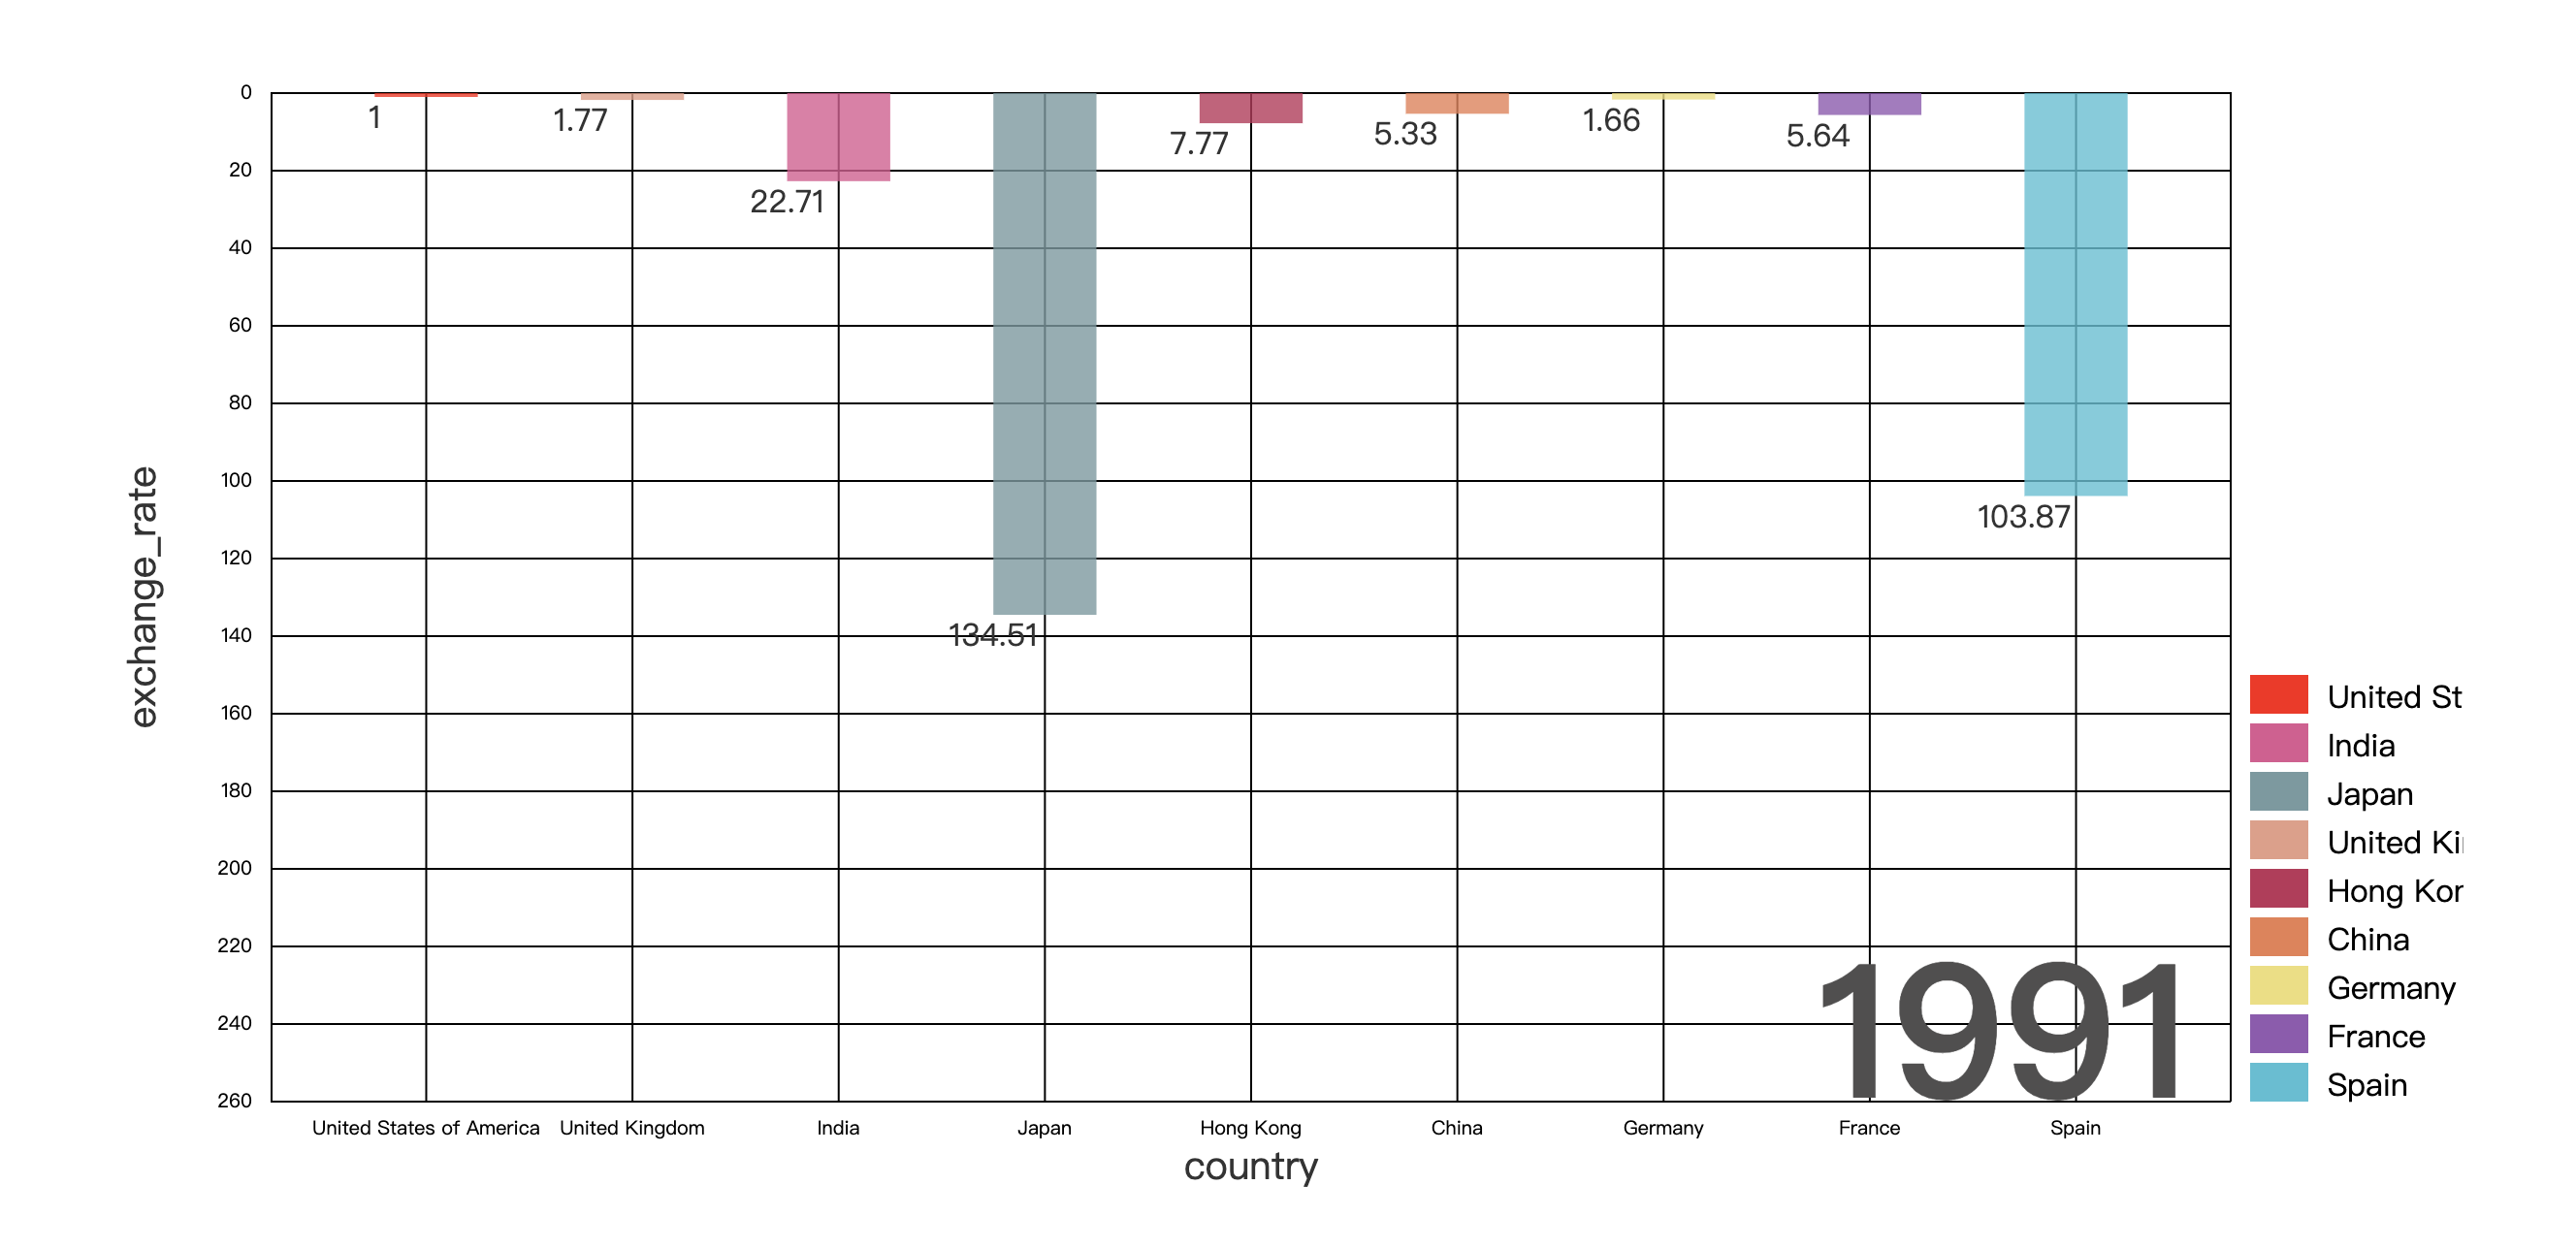 0
20
40
60
80
100
120
140
160
180
200
220
240
260
exchange_rate
1
1.77
22.71
134.51
7.77
5.33
1.66
5.64
103.87
1991
United States of America
United Kingdom
India
Japan
Hong Kong
China
Germany
France
Spain
country
United St
India
Japan
United Ki
Hong Kor
China
Germany
France
Spain